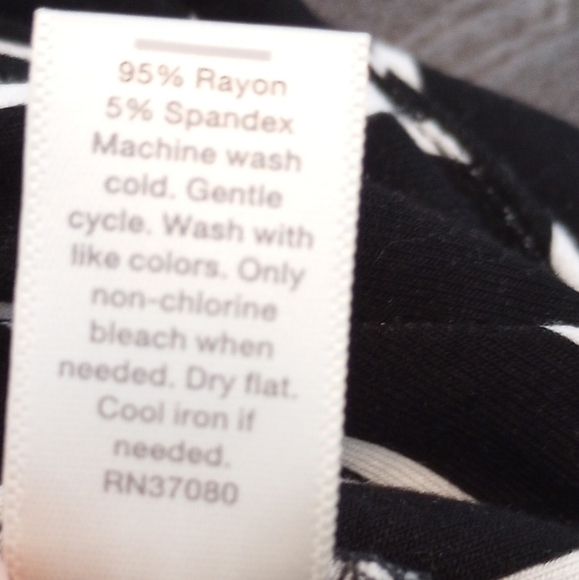 95% Rayon
5% Spandex
Machine wash
cold. Gentle
cycle. Wash with
like colors. Only
non-chlorine
bleach when
needed. Dry flat.
Cool iron if
needed.
RN37080